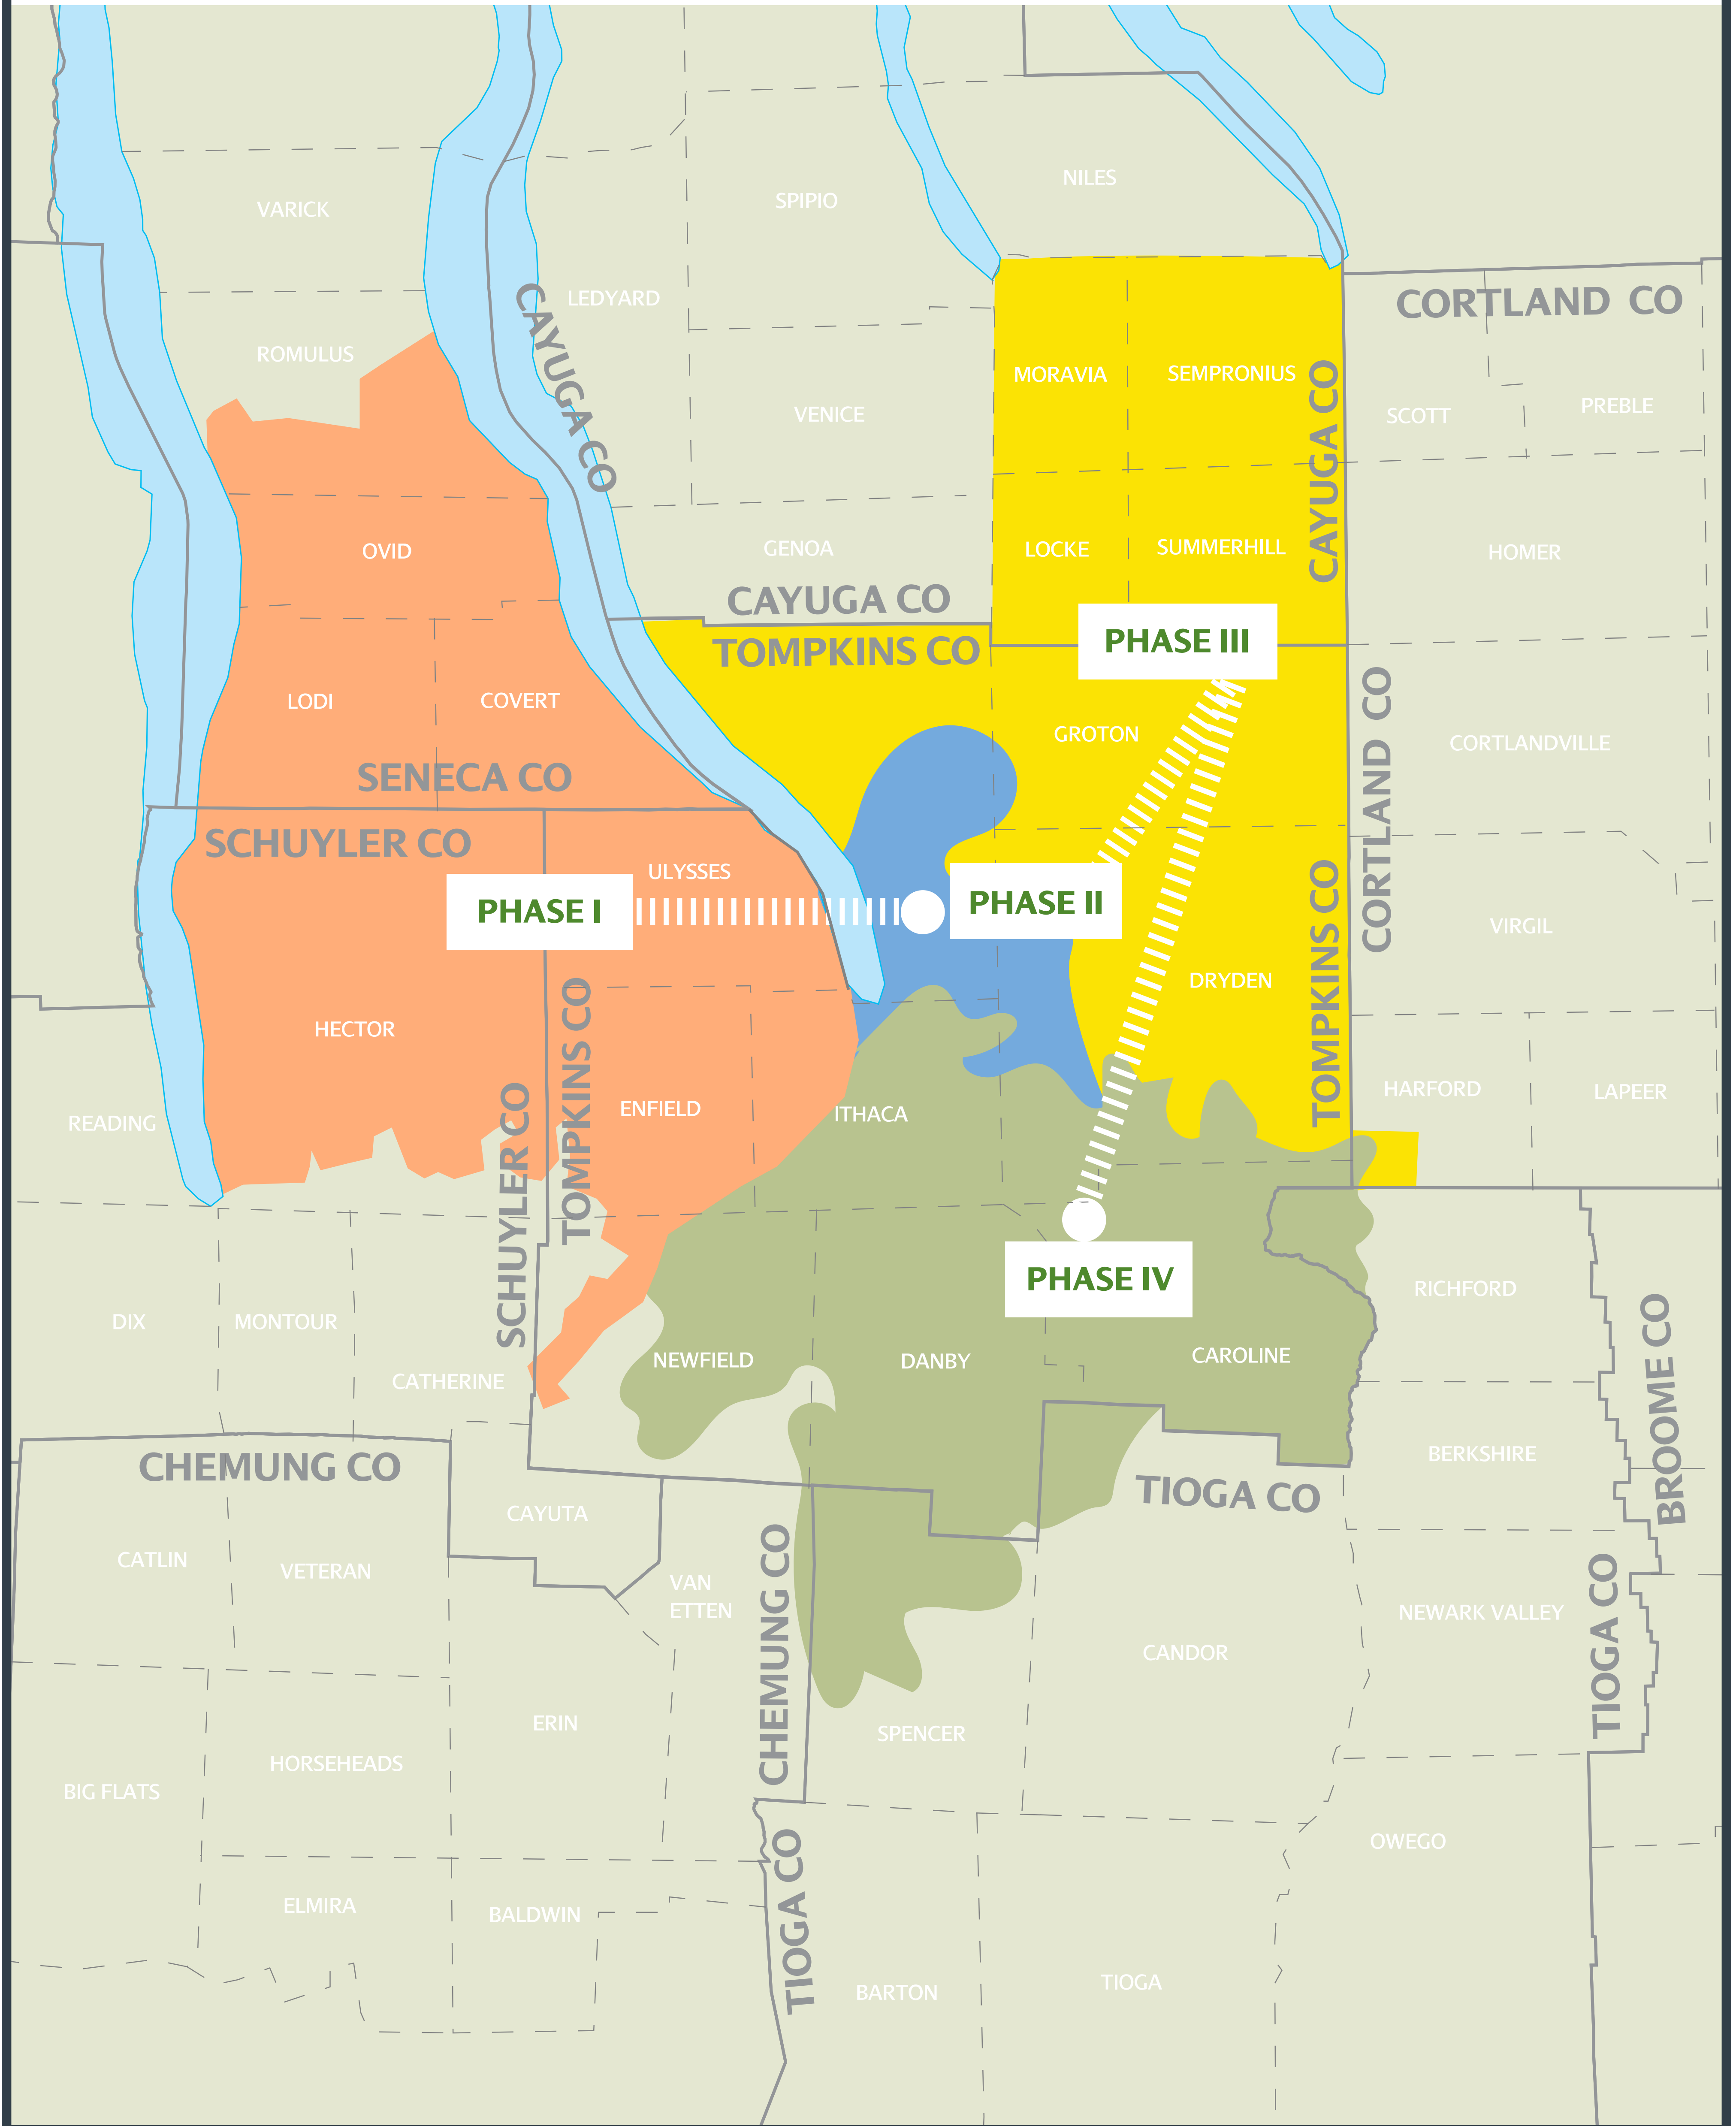 NILES
VARICK
SPIPIO
LEDYARD
CORTLAND CO
CAYUGA CO
ROMULUS
MORAVIA
SEMPRONIUS
CAYUGA CO
VENICE
SCOTT
PREBLE
OVID
GENOA
LOCKE
SUMMERHILL
HOMER
CAYUGA CO
TOMPKINS CO
PHASE III
LODI
COVERT
GROTON
CORTLANDVILLE
CORTLAND CO
SENECA CO
SCHUYLER CO
ULYSSES
PHASE I
PHASE II
VIRGIL
TOMPKINS CO
DRYDEN
HECTOR
TOMPKINS CO
SCHUYLER CO
READING
ENFIELD
ITHACA
HARFORD
LAPEER
PHASE IV
RICHFORD
DIX
MONTOUR
BROOME CO
CATHERINE
NEWFIELD
DANBY
CAROLINE
CHEMUNG CO
BERKSHIRE
TIOGA CO
CAYUTA
CATLIN
VETERAN
VAN
ETTEN
CHEMUNG CO
NEWARK VALLEY
TIOGA CO
CANDOR
ERIN
SPENCER
HORSEHEADS
BIG FLATS
OWEGO
TIOGA CO
ELMIRA
BALDWIN
BARTON
TIOGA